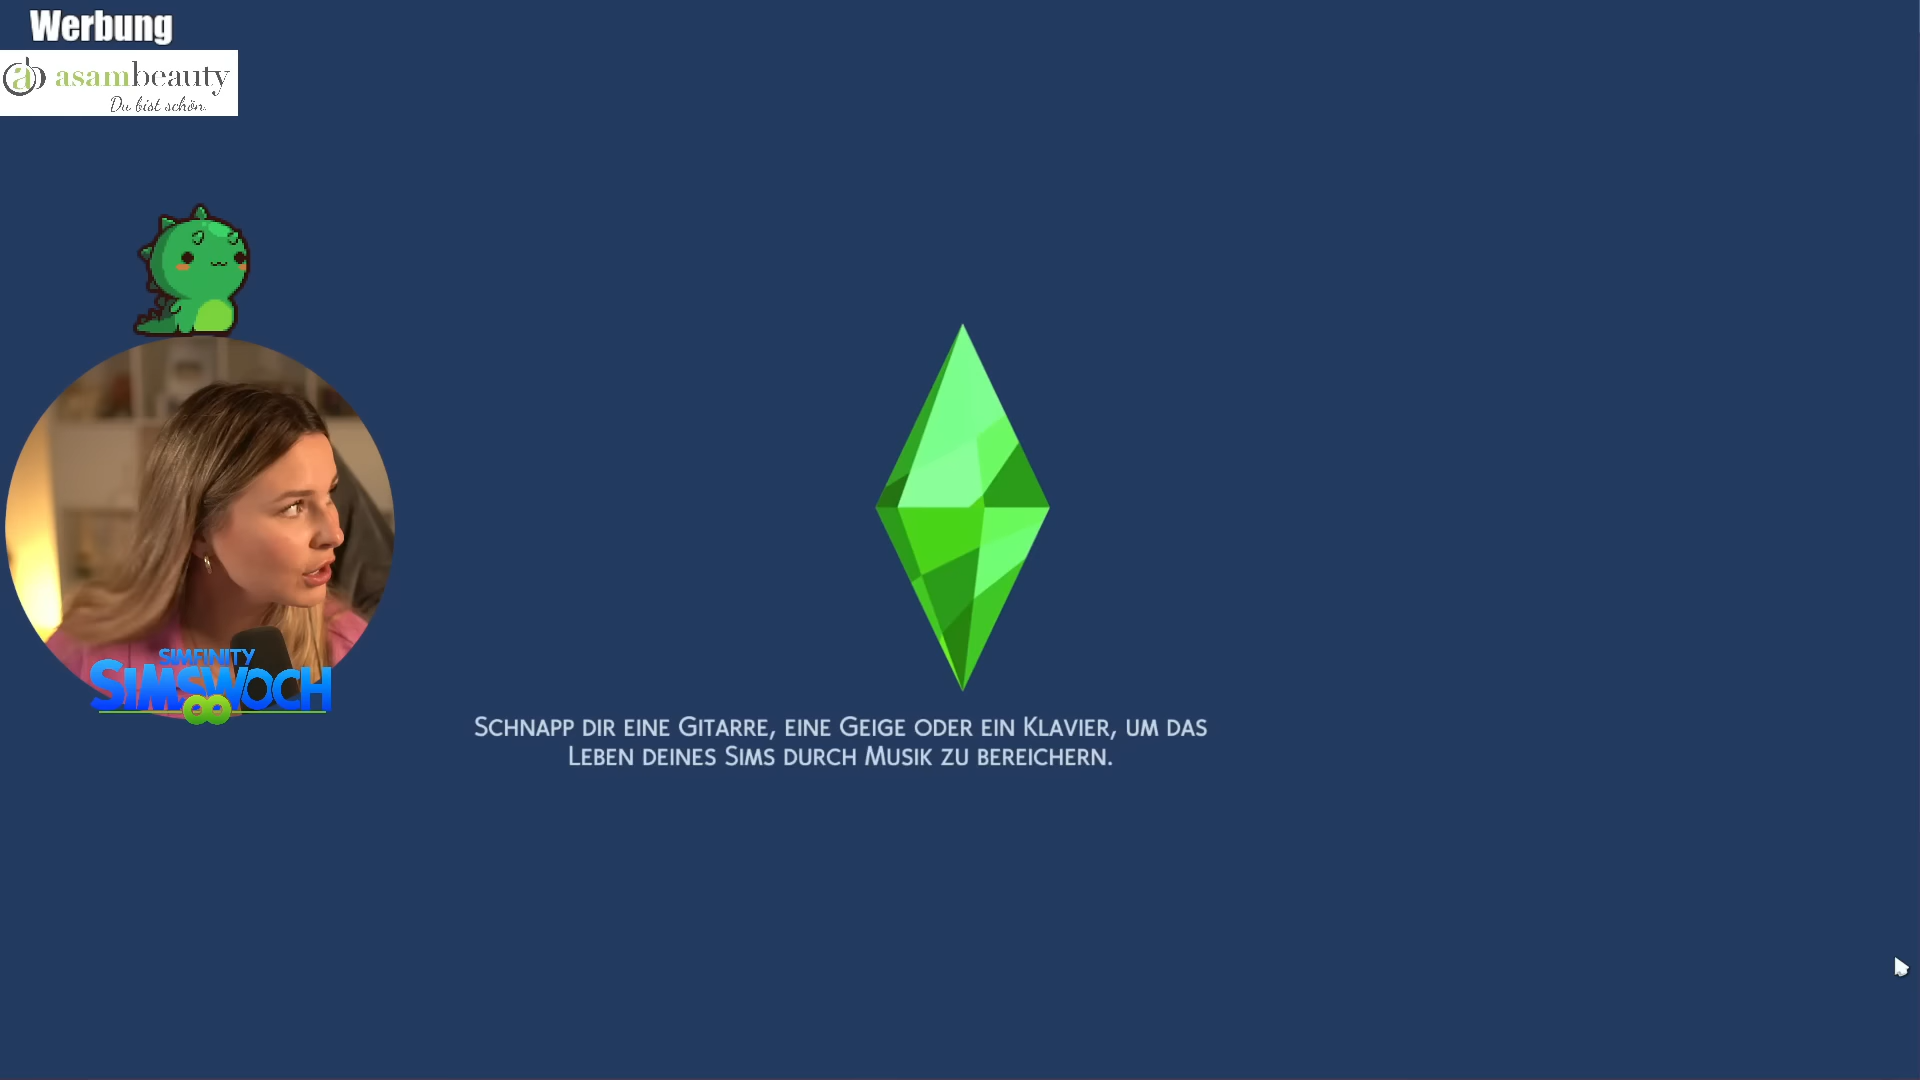 Werbung
asambeauty
Du bist schön.
SIMFINITY
SIMSWOCH
Schnapp dir eine Gitarre, eine Geige oder ein Klavier, um das
Leben deines Sims durch Musik zu bereichern.